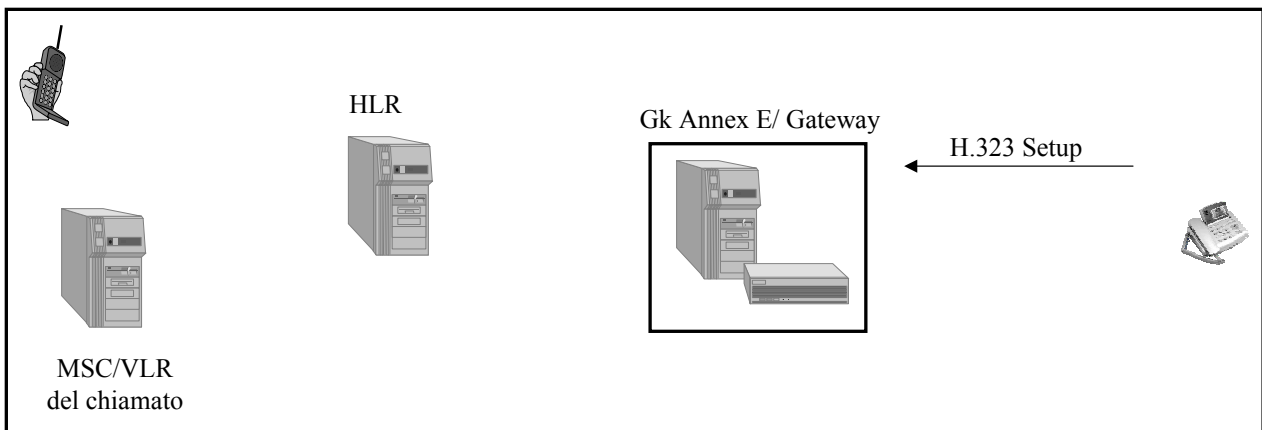 HLR
Gk Annex E/ Gateway
H.323 Setup
MSC/VLR
del chiamato